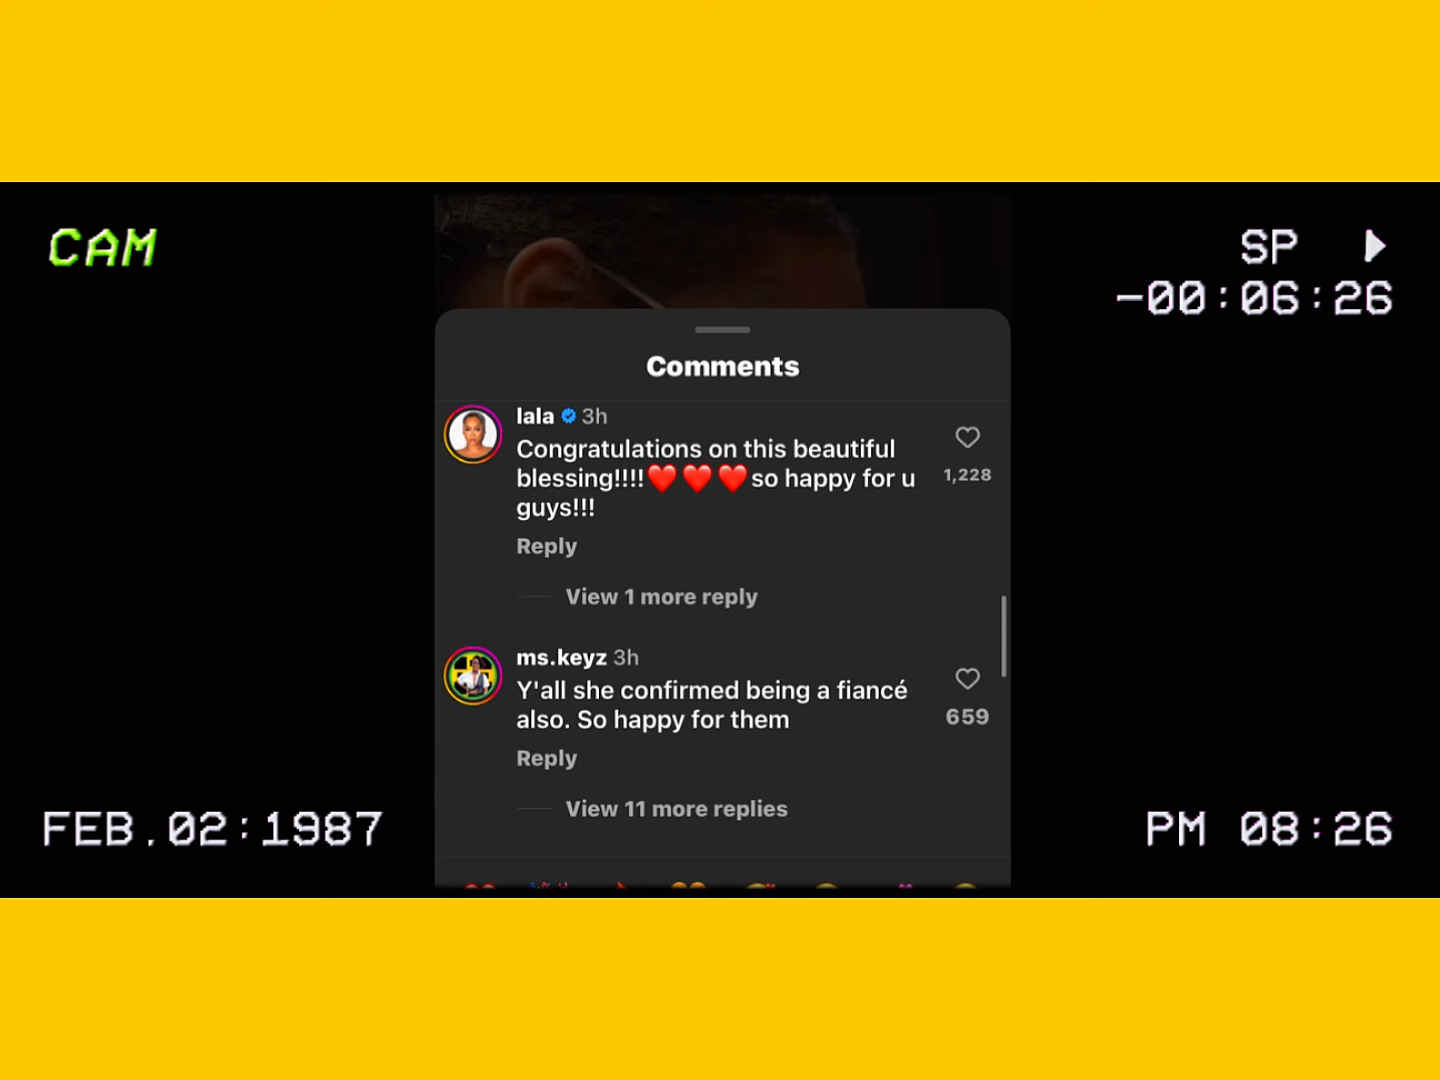 CAM
SP
-00:06:26
Comments
lala 3h
Congratulations on this beautiful
blessing!!!!❤️❤️❤️so happy for u
guys!!!
1,228
Reply
View 1 more reply
ms.keyz 3h
Y'all she confirmed being a fiancé
also. So happy for them
659
Reply
View 11 more replies
FEB.02:1987
PM 08:26